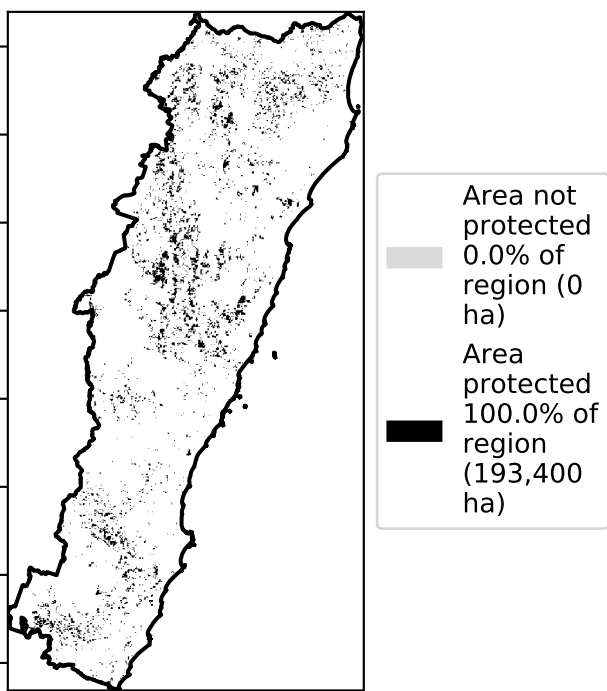 Area not
protected
0.0% of
region (0
ha)
Area
protected
100.0% of
region
(193,400
ha)